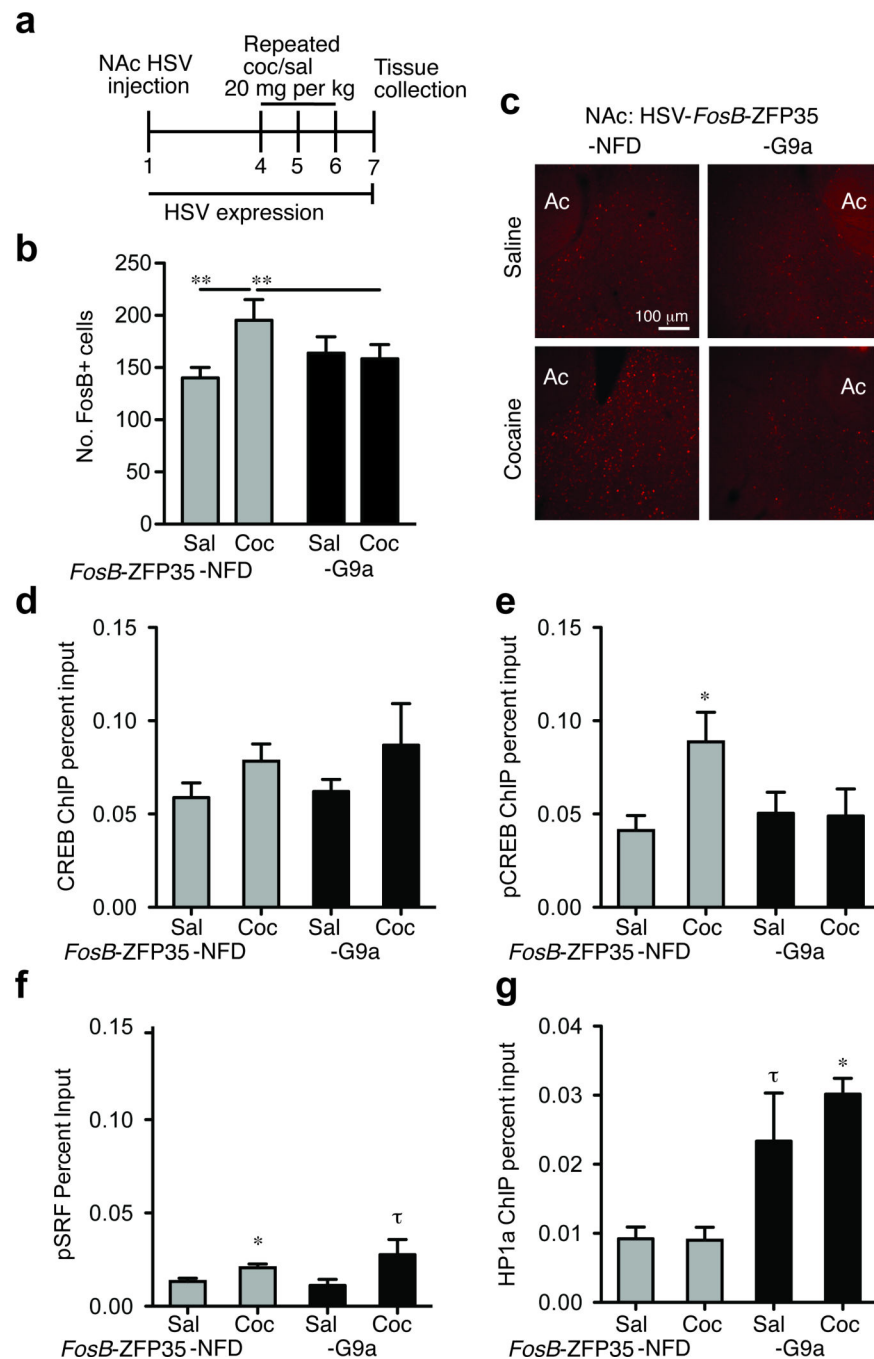 a
NAc HSV
injection
Repeated
coc/sal
20 mg per kg
Tissue
collection
1 4 5 6 7
HSV expression
b
No. FosB+ cells
250
200
150
100
50
0
** **
Sal Coc Sal Coc
FosB-ZFP35 -NFD -G9a
c
NAc: HSV-FosB-ZFP35
-NFD -G9a
Saline
Cocaine
Ac Ac
100 µm
Ac Ac
d
CREB ChIP percent input
0.15
0.10
0.05
0.00
Sal Coc Sal Coc
FosB-ZFP35 -NFD -G9a
e
pCREB ChIP percent input
0.15
0.10
0.05
0.00
*
Sal Coc Sal Coc
FosB-ZFP35 -NFD -G9a
f
pSRF Percent Input
0.15
0.10
0.05
0.00
* τ
Sal Coc Sal Coc
FosB-ZFP35 -NFD -G9a
g
HP1a ChIP percent input
0.04
0.03
0.02
0.01
0.00
τ *
Sal Coc Sal Coc
FosB-ZFP35 -NFD -G9a